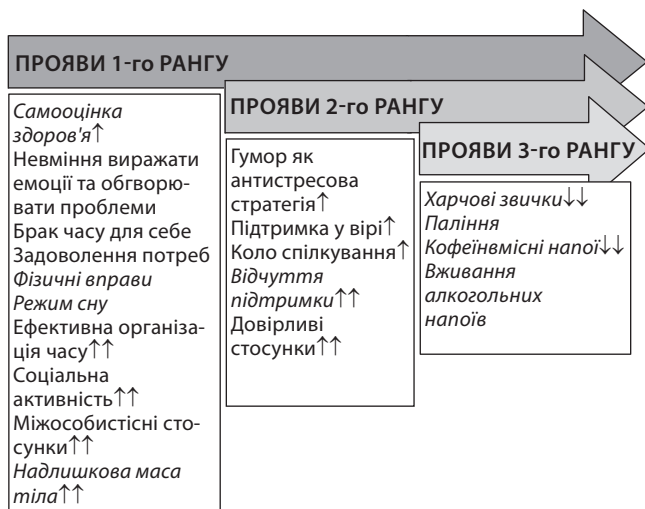 ПРОЯВИ 1-го РАНГУ
Самооцінка
здоров'я↑
Невміння виражати
емоції та обгворю-
вати проблеми
Брак часу для себе
Задоволення потреб
Фізичні вправи
Режим сну
Ефективна організа-
ція часу↑↑
Соціальна
активність↑↑
Міжособистісні сто-
сунки↑↑
Надлишкова маса
тіла↑↑
ПРОЯВИ 2-го РАНГУ
Гумор як
антистресова
стратегія↑
Підтримка у вірі↑
Коло спілкування↑
Відчуття
підтримки↑↑
Довірливі
стосунки↑↑
ПРОЯВИ 3-го РАНГУ
Харчові звички↓↓
Паління
Кофеїнвмісні напої↓↓
Вживання
алкогольних
напоїв